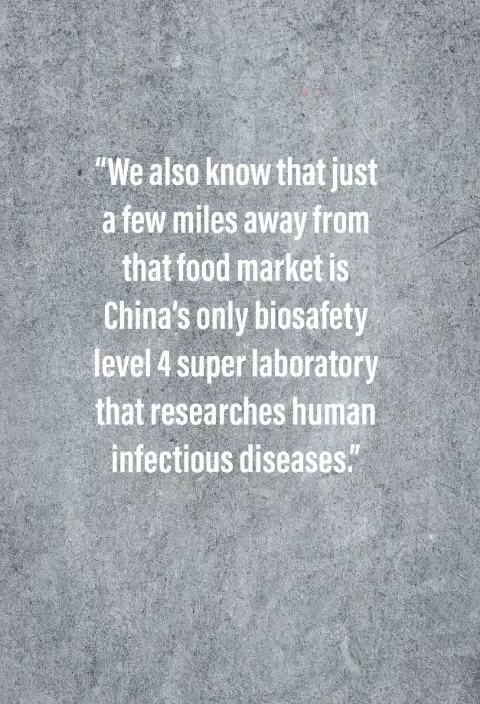 “We also know that just
a few miles away from
that food market is
China’s only biosafety
level 4 super laboratory
that researches human
infectious diseases.”